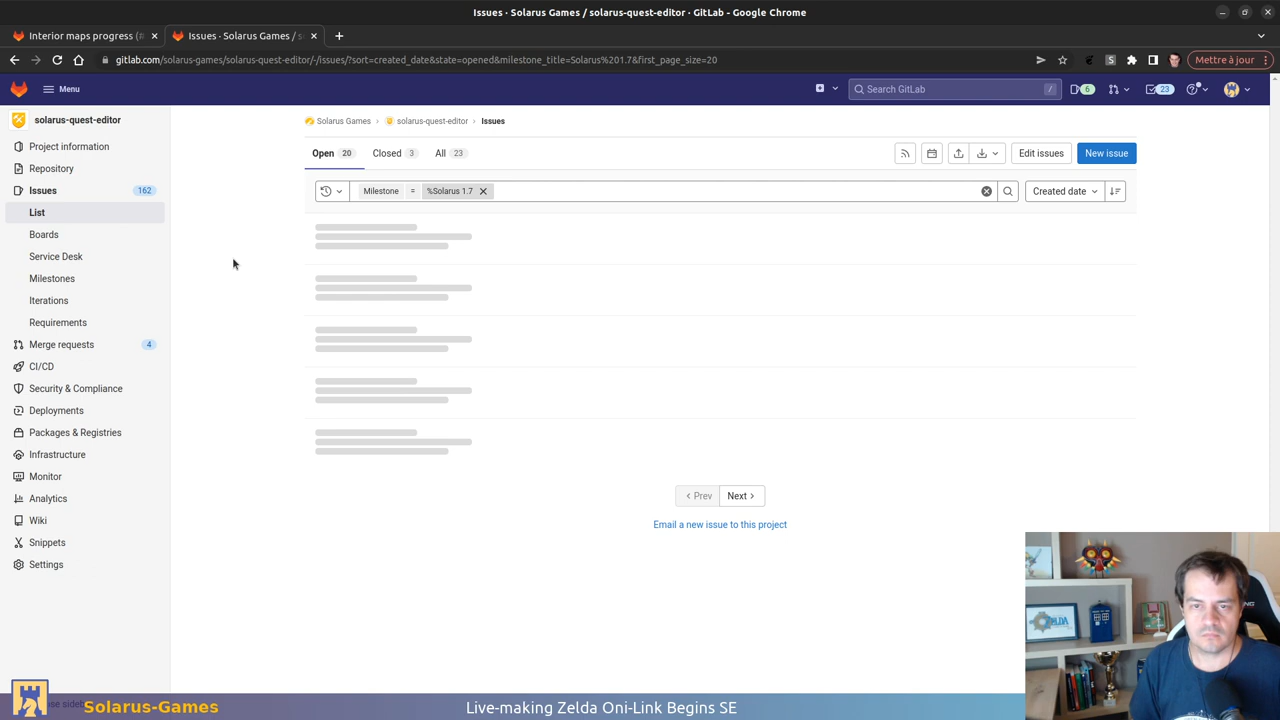 Issues · Solarus Games / solarus-quest-editor · GitLab - Google Chrome
Interior maps progress (#
Issues · Solarus Games / s
gitlab.com/solarus-games/solarus-quest-editor/-/issues/?sort=created_date&state=opened&milestone_title=Solarus%201.7&first_page_size=20
Mettre à jour
Menu
Search GitLab
/
6
23
solarus-quest-editor
Project information
Repository
Issues 162
List
Boards
Service Desk
Milestones
Iterations
Requirements
Merge requests 4
CI/CD
Security & Compliance
Deployments
Packages & Registries
Infrastructure
Monitor
Analytics
Wiki
Snippets
Settings
Solarus Games
solarus-quest-editor
Issues
Open 20
Closed 3
All 23
Edit issues
New issue
Milestone = %Solarus 1.7
Created date
Prev
Next
Email a new issue to this project
Solarus-Games
Live-making Zelda Oni-Link Begins SE